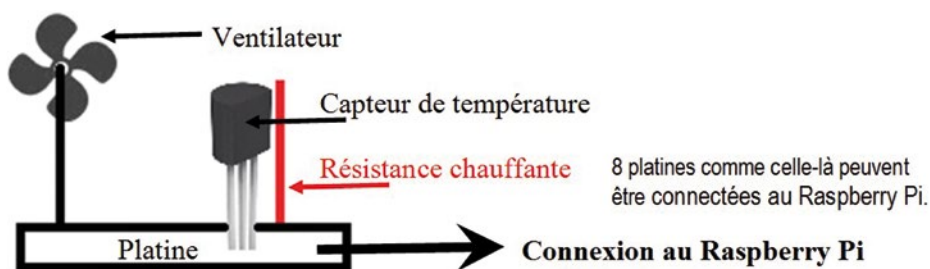 Ventilateur
Capteur de température
Résistance chauffante
8 platines comme celle-là peuvent
être connectées au Raspberry Pi.
Platine
Connexion au Raspberry Pi